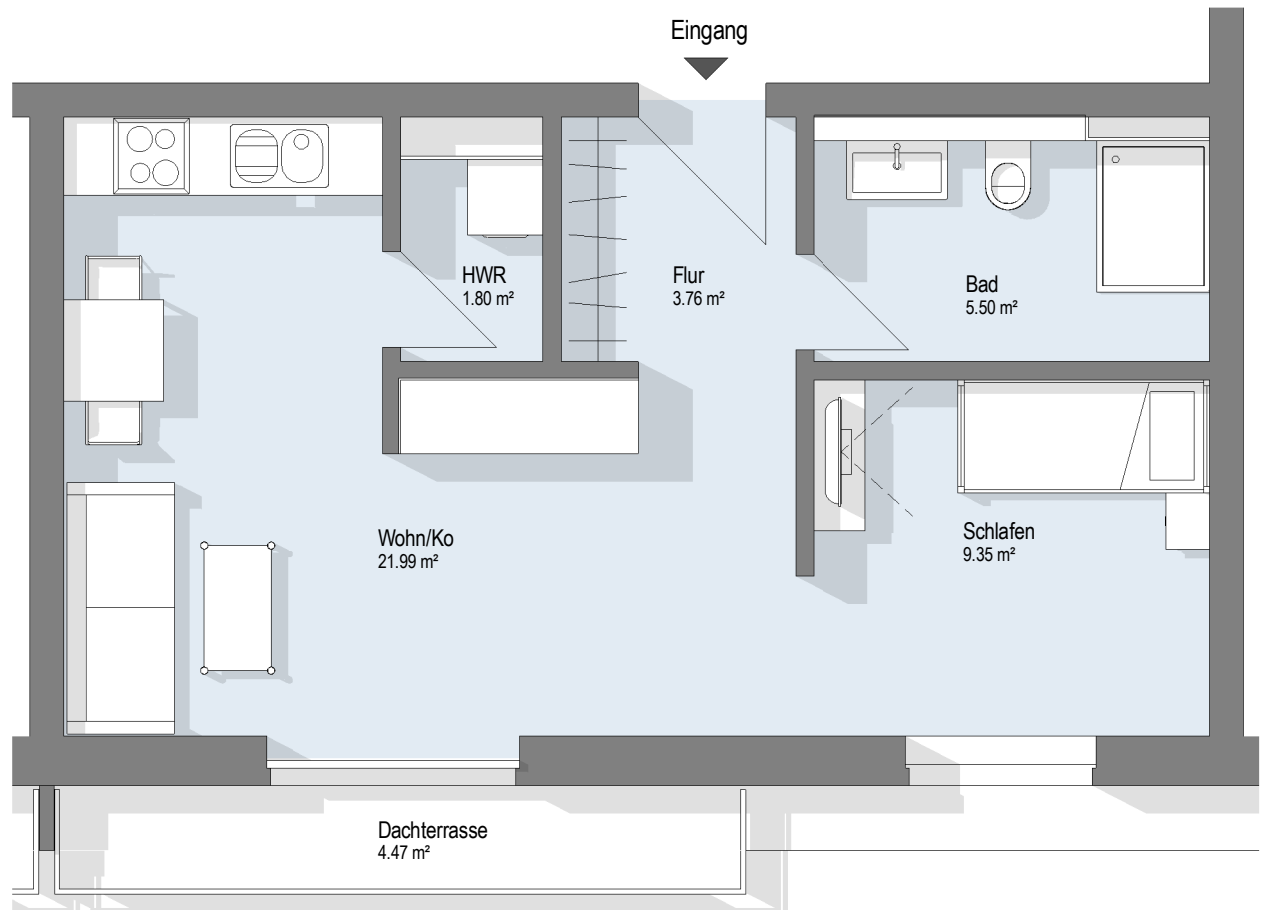 Eingang
HWR
1.80 m²
Flur
3.76 m²
Bad
5.50 m²
Wohn/Ko
21.99 m²
Schlafen
9.35 m²
Dachterrasse
4.47 m²